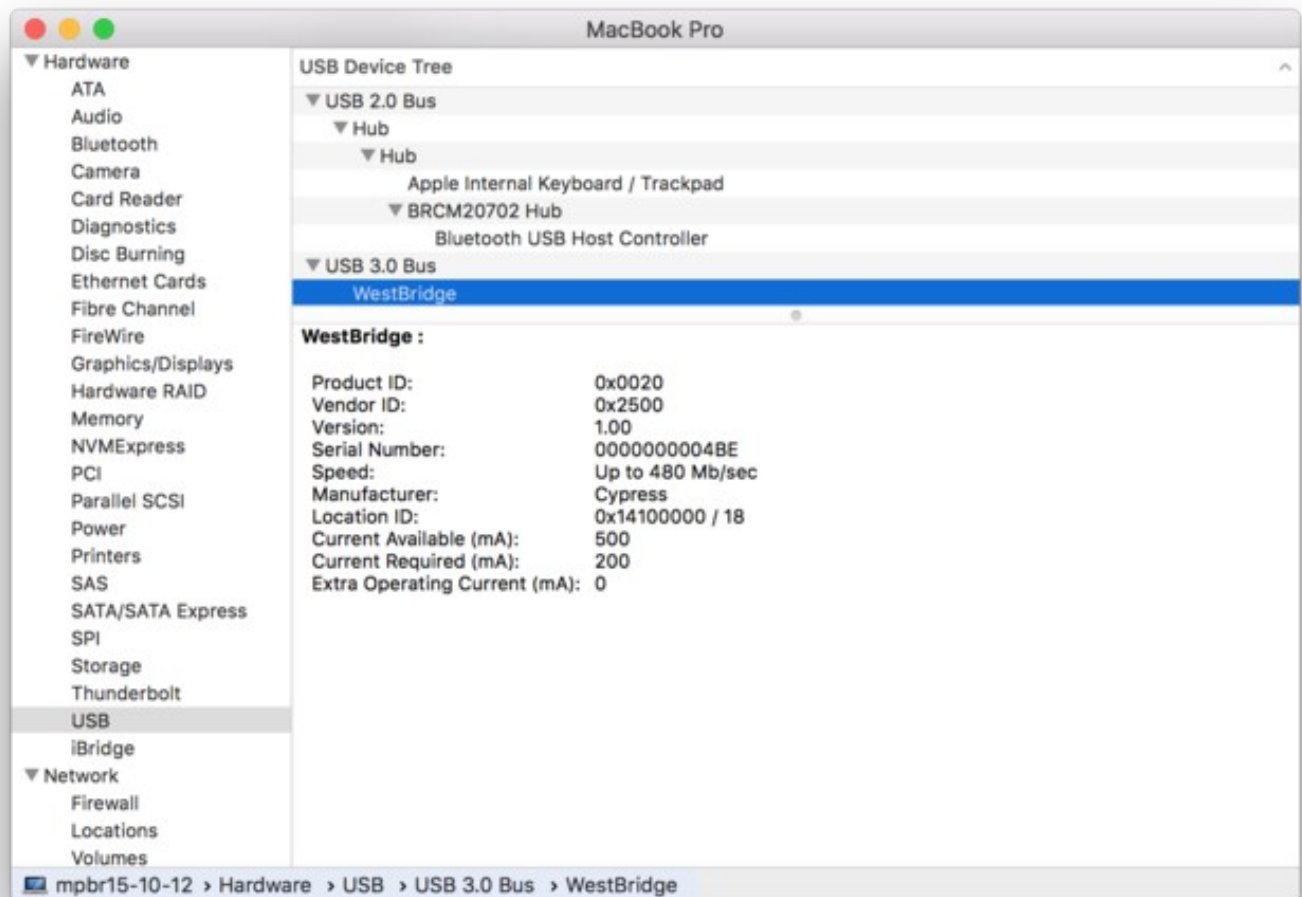 MacBook Pro
Hardware
ATA
Audio
Bluetooth
Camera
Card Reader
Diagnostics
Disc Burning
Ethernet Cards
Fibre Channel
FireWire
Graphics/Displays
Hardware RAID
Memory
NVMExpress
PCI
Parallel SCSI
Power
Printers
SAS
SATA/SATA Express
SPI
Storage
Thunderbolt
USB
iBridge
Network
Firewall
Locations
Volumes
USB Device Tree
USB 2.0 Bus
Hub
Hub
Apple Internal Keyboard / Trackpad
BRCM20702 Hub
Bluetooth USB Host Controller
USB 3.0 Bus
WestBridge
WestBridge :
Product ID: 0x0020
Vendor ID: 0x2500
Version: 1.00
Serial Number: 0000000004BE
Speed: Up to 480 Mb/sec
Manufacturer: Cypress
Location ID: 0x14100000 / 18
Current Available (mA): 500
Current Required (mA): 200
Extra Operating Current (mA): 0
mpbr15-10-12 › Hardware › USB › USB 3.0 Bus › WestBridge